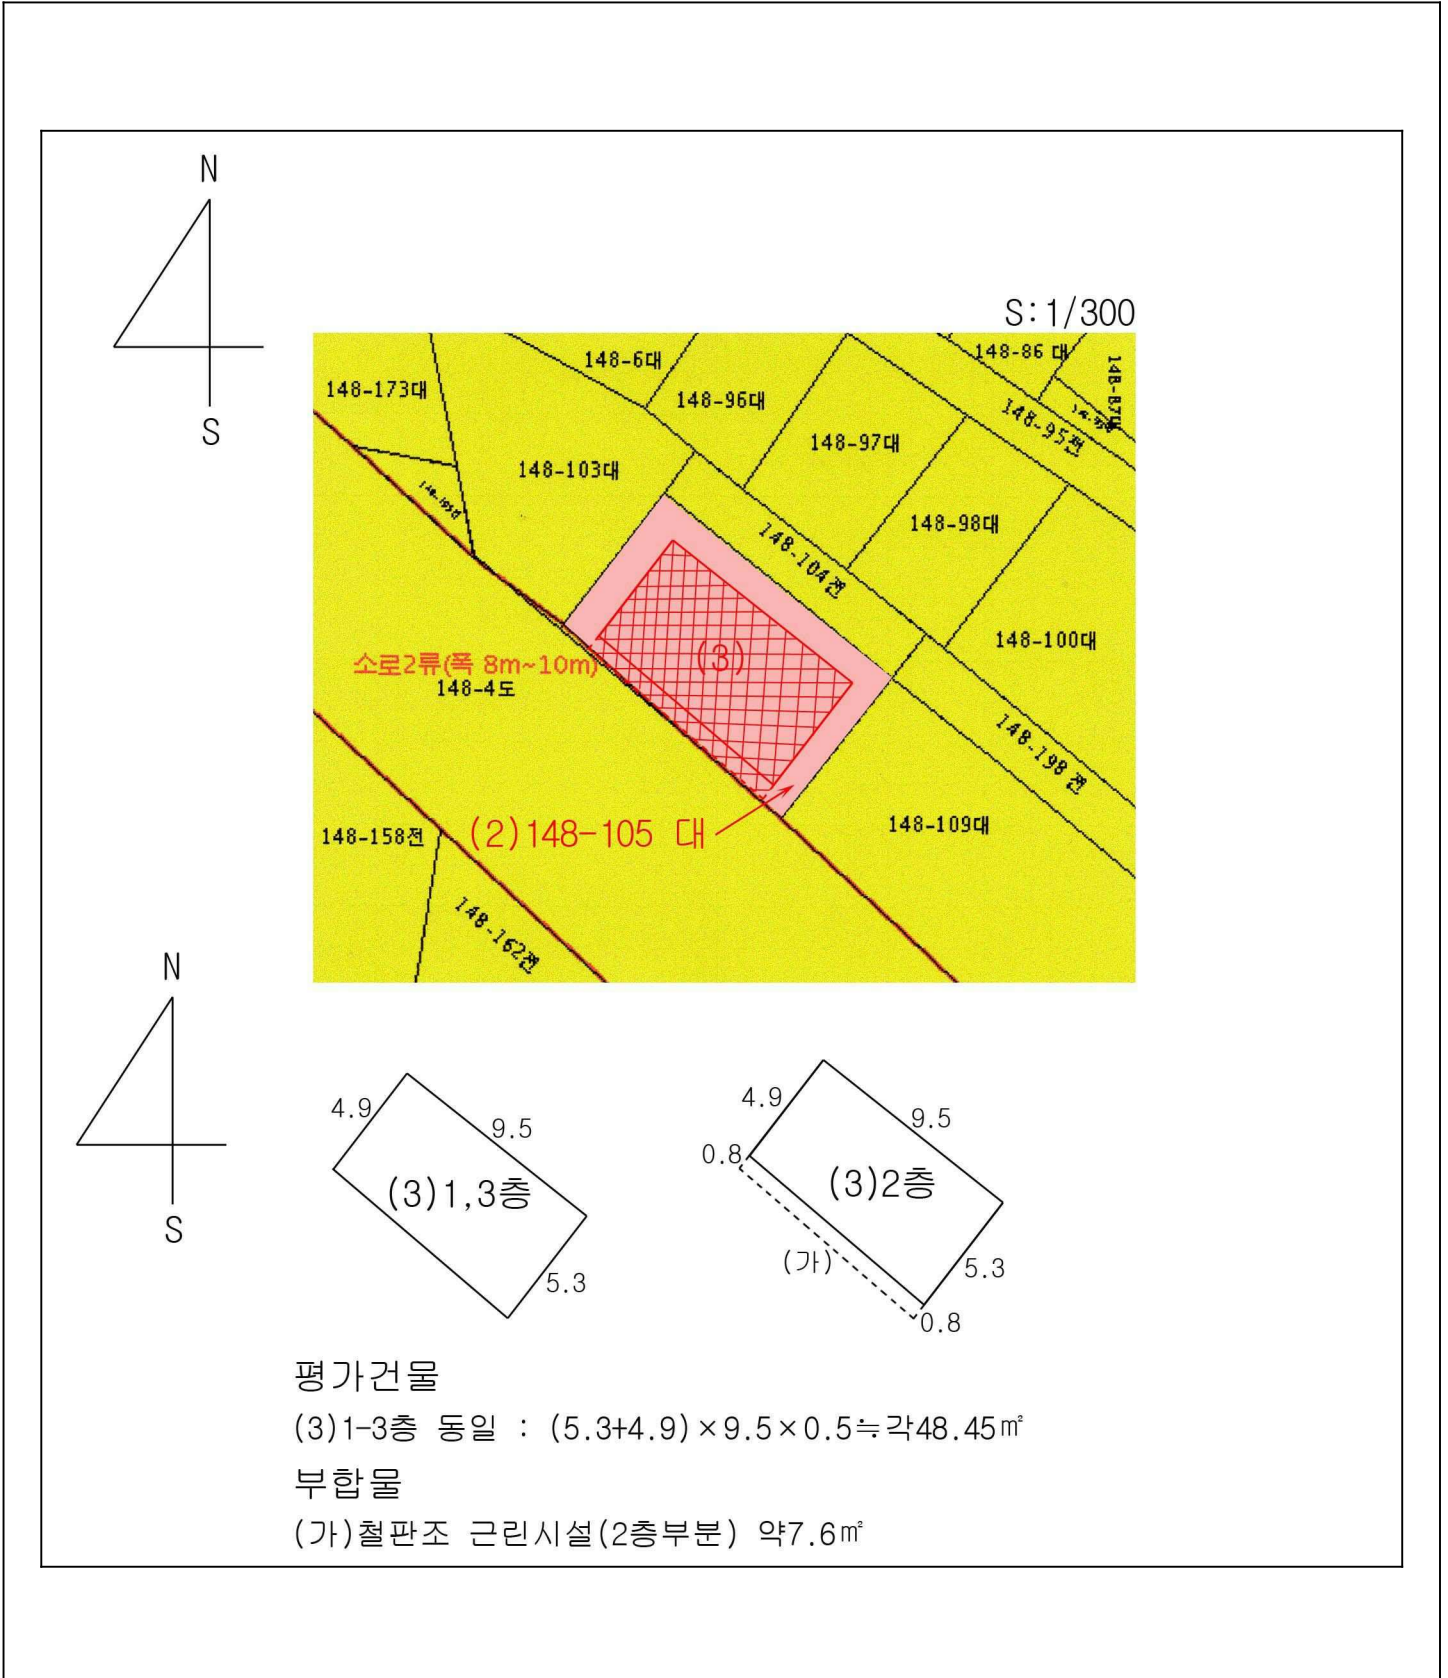 N
S
S:1/300
148-6대
148-86 대
148-87대
148-173대
148-96대
148-95전
148-97대
148-103대
148-98대
148-104전
148-100대
(3)
소로2류(폭 8m~10m)
148-4도
148-198 전
148-158전
(2)148-105 대
148-109대
148-162전
N
S
4.9
9.5
(3)1,3층
5.3
4.9
9.5
0.8
(3)2층
(가)
5.3
0.8
평가건물
(3)1-3층 동일 : (5.3+4.9)×9.5×0.5≒각48.45㎡
부합물
(가)철판조 근린시설(2층부분) 약7.6㎡